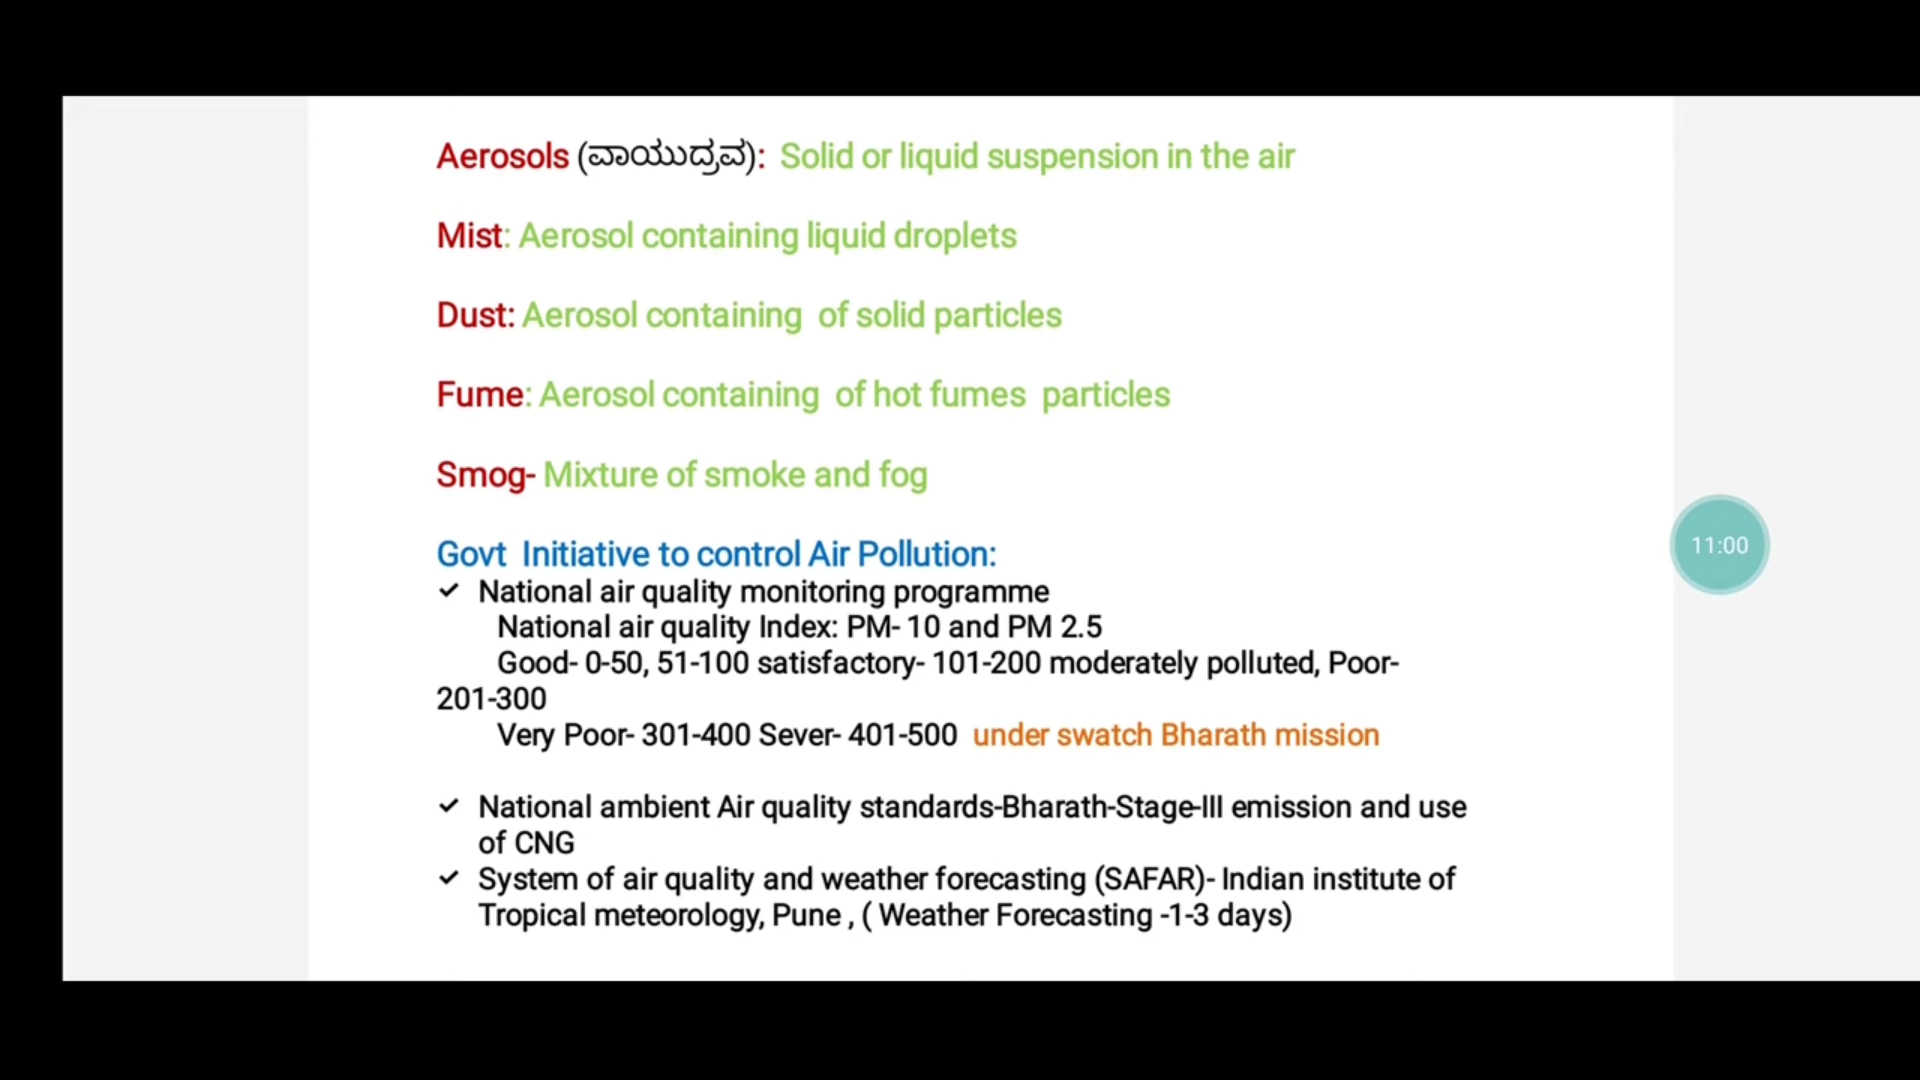 Aerosols (ವಾಯುದ್ರವ): Solid or liquid suspension in the air
Mist: Aerosol containing liquid droplets
Dust: Aerosol containing of solid particles
Fume: Aerosol containing of hot fumes particles
Smog- Mixture of smoke and fog
Govt Initiative to control Air Pollution:
✓ National air quality monitoring programme
National air quality Index: PM- 10 and PM 2.5
Good- 0-50, 51-100 satisfactory- 101-200 moderately polluted, Poor-
201-300
Very Poor- 301-400 Sever- 401-500 under swatch Bharath mission
✓ National ambient Air quality standards-Bharath-Stage-III emission and use
of CNG
✓ System of air quality and weather forecasting (SAFAR)- Indian institute of
Tropical meteorology, Pune , ( Weather Forecasting -1-3 days)
11:00